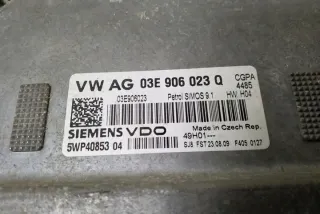 VW AG 03E 906 023 Q CGPA
4485
03E906023 Petrol SIMOS 9.1 HW: H04
SIEMENS VDO Made in Czech Rep.
49H01---
5WP40853 04 SJ8 FST 23.08.09 F405 0127